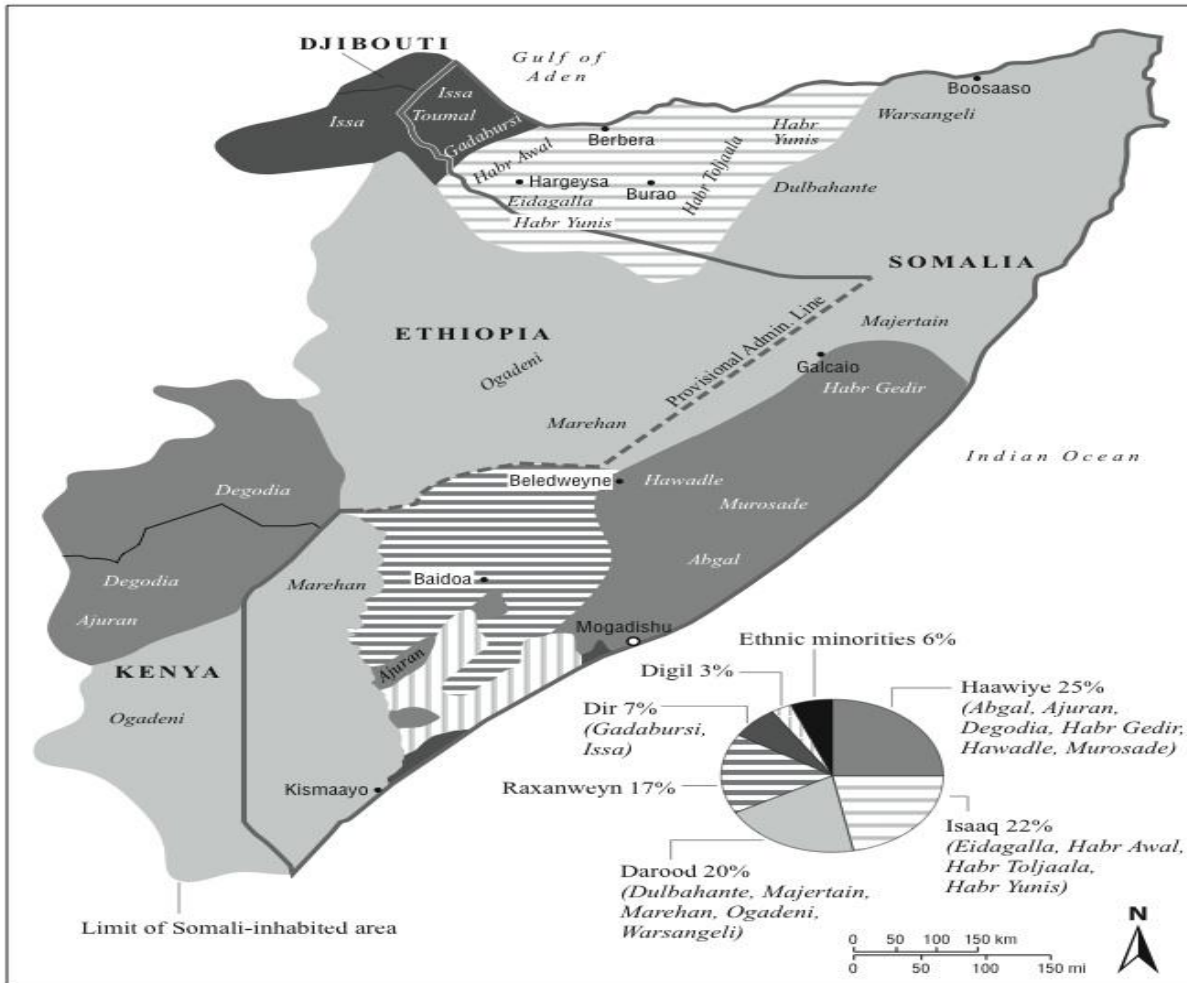 DJIBOUTI
Gulf of
Aden
Issa
Issa
Toumal
Gadabursi
Boosaaso
Warsangeli
Habr
Yunis
Berbera
Habr Awal
Hargeysa
Eidagalla
Habr Yunis
Burao
Habr Toljaala
Dulbahante
SOMALIA
ETHIOPIA
Ogadeni
Provisional Admin. Line
Majertain
Galcaio
Habr Gedir
Marehan
Indian Ocean
Beledweyne
Hawadle
Murosade
Degodia
Abgal
Degodia
Ajuran
Marehan
Baidoa
Mogadishu
Ajuran
KENYA
Ogadeni
Kismaayo
Limit of Somali-inhabited area
Ethnic minorities 6%
Digil 3%
Dir 7%
(Gadabursi,
Issa)
Raxanweyn 17%
Darood 20%
(Dulbahante, Majertain,
Marehan, Ogadeni,
Warsangeli)
Haawiye 25%
(Abgal, Ajuran,
Degodia, Habr Gedir,
Hawadle, Murosade)
Isaaq 22%
(Eidagalla, Habr Awal,
Habr Toljaala,
Habr Yunis)
N
0 50 100 150 km
0 50 100 150 mi